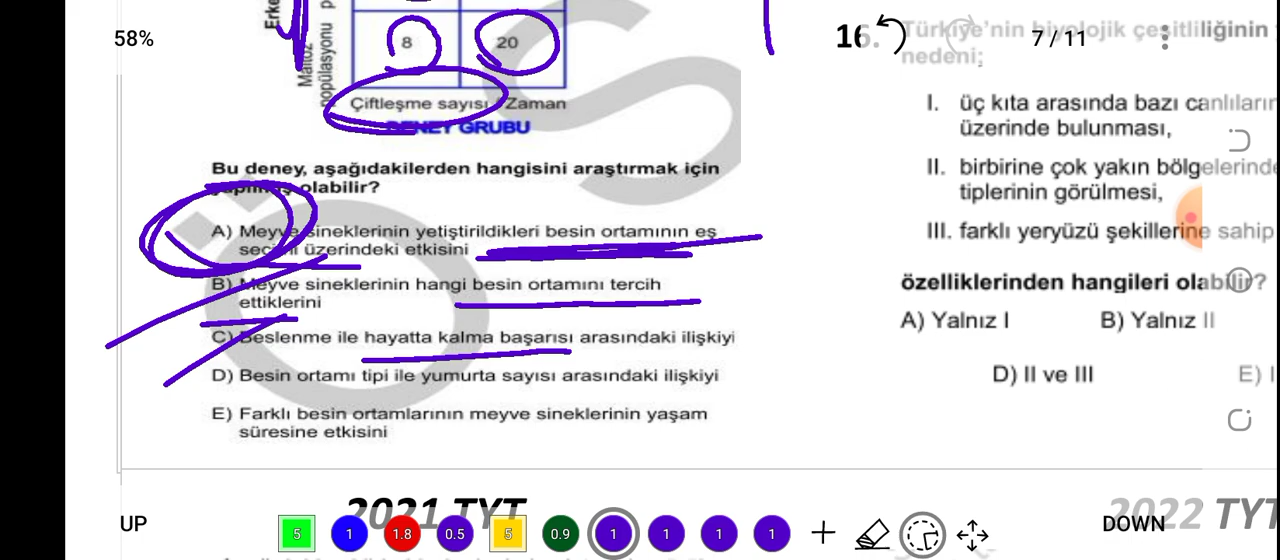 58%
Erke
Maltoz
popülasyonu
p
8 20
Çiftleşme sayısı / Zaman
DENEY GRUBU
Bu deney, aşağıdakilerden hangisini araştırmak için
yapılmış olabilir?
A) Meyve sineklerinin yetiştirildikleri besin ortamının eş
seçimi üzerindeki etkisini
B) Meyve sineklerinin hangi besin ortamını tercih
ettiklerini
C) Beslenme ile hayatta kalma başarısı arasındaki ilişkiyi
D) Besin ortamı tipi ile yumurta sayısı arasındaki ilişkiyi
E) Farklı besin ortamlarının meyve sineklerinin yaşam
süresine etkisini
2021 TYT
16. Türkiye'nin biyolojik çeşitliliğinin
nedeni;
7 / 11
I. üç kıta arasında bazı canlıların
üzerinde bulunması,
II. birbirine çok yakın bölgelerinde
tiplerinin görülmesi,
III. farklı yeryüzü şekillerine sahip
özelliklerinden hangileri olabilir?
A) Yalnız I B) Yalnız II
D) II ve III E) I
2022 TYT
UP
5 1 1.8 0.5 5 0.9 1 1 1 1
DOWN